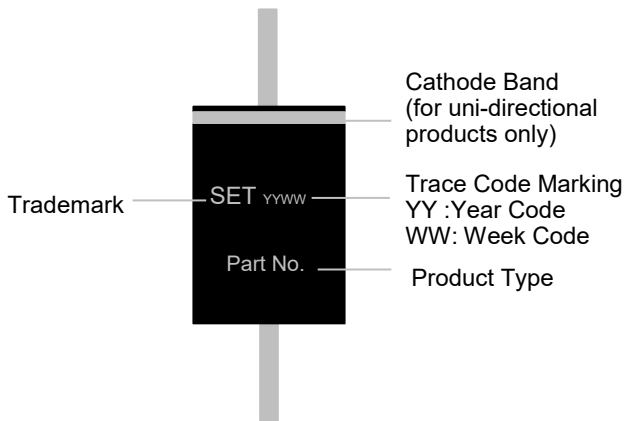 Cathode Band
(for uni-directional
products only)
Trademark
SET YYWW
Trace Code Marking
YY :Year Code
WW: Week Code
Part No.
Product Type